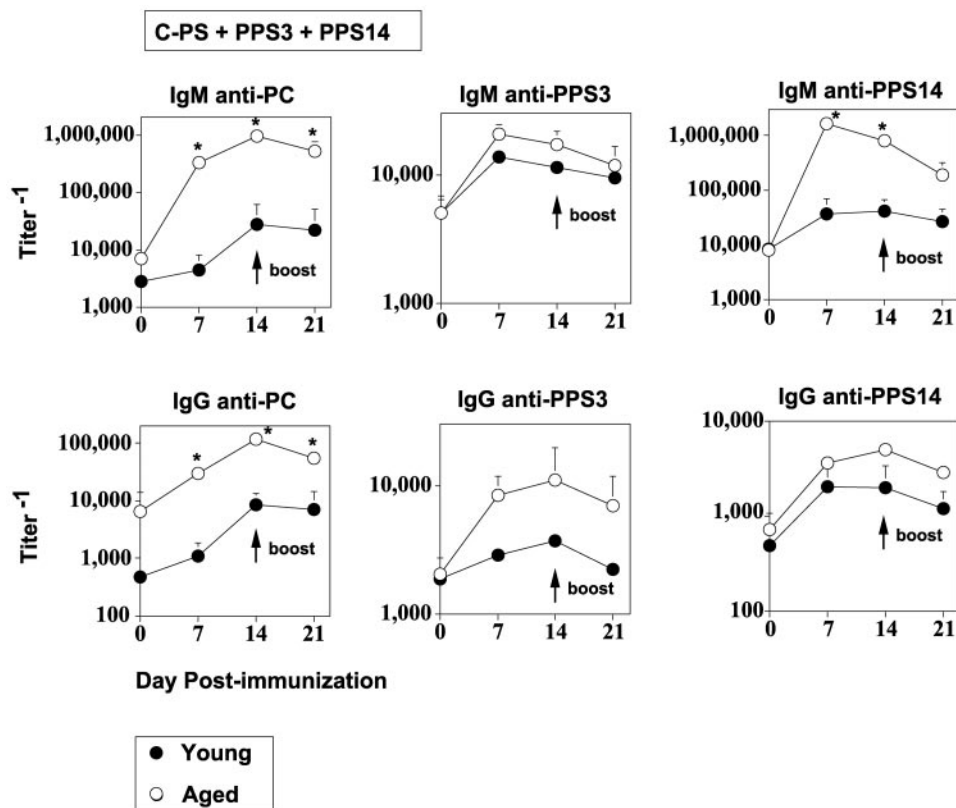 C-PS + PPS3 + PPS14
IgM anti-PC
Titer -1
1,000,000
100,000
10,000
1,000
* * *
boost
0 7 14 21
IgM anti-PPS3
10,000
1,000
boost
0 7 14 21
IgM anti-PPS14
1,000,000
100,000
10,000
1,000
* *
boost
0 7 14 21
IgG anti-PC
Titer -1
100,000
10,000
1,000
100
* * *
boost
0 7 14 21
IgG anti-PPS3
10,000
1,000
boost
0 7 14 21
IgG anti-PPS14
10,000
1,000
100
boost
0 7 14 21
Day Post-immunization
Young
Aged